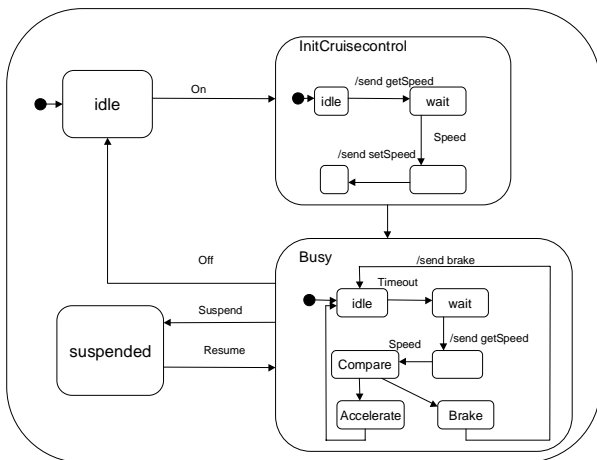 InitCruisecontrol
/send getSpeed
On
idle
idle
wait
Speed
/send setSpeed
Busy
/send brake
Off
Timeout
idle
wait
Suspend
/send getSpeed
suspended
Speed
Resume
Compare
Accelerate
Brake